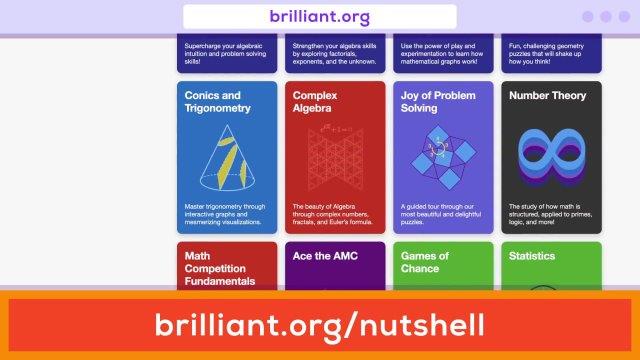 brilliant.org
Supercharge your algebraic
intuition and problem solving
skills!
Strengthen your algebra skills
by exploring factorials,
exponents, and the unknown.
Use the power of play and
experimentation to learn how
mathematical graphs work!
Fun, challenging geometry
puzzles that will shake up
how you think!
Conics and
Trigonometry
Master trigonometry through
interactive graphs and
mesmerizing visualizations.
Complex
Algebra
The beauty of Algebra
through complex numbers,
fractals, and Euler's formula.
Joy of Problem
Solving
A guided tour through our
most beautiful and delightful
puzzles.
Number Theory
The study of how math is
structured, applied to primes,
logic, and more!
Math
Competition
Fundamentals
Ace the AMC
Games of
Chance
Statistics
brilliant.org/nutshell